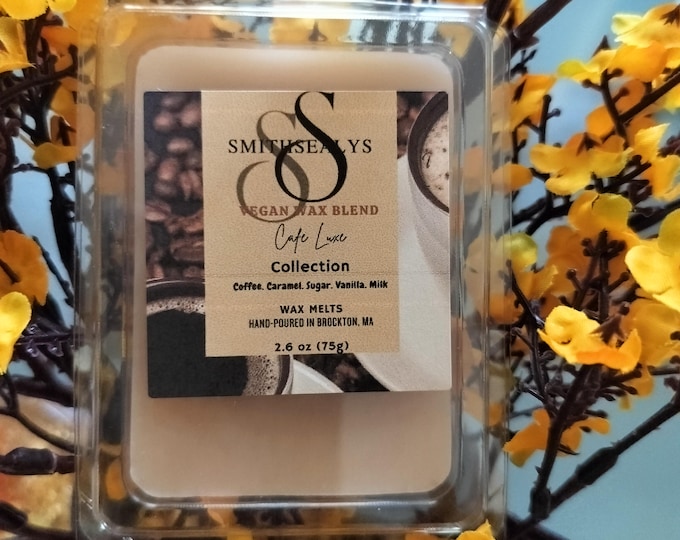 SS
SMITHSEALYS
VEGAN WAX BLEND
Cafe Luxe
Collection
Coffee, Caramel, Sugar, Vanilla, Milk
WAX MELTS
HAND-POURED IN BROCKTON, MA
2.6 oz (75g)